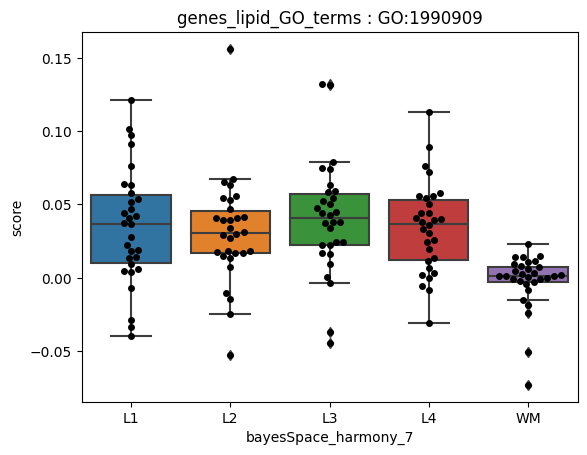 genes_lipid_GO_terms : GO:1990909
0.15
0.10
0.05
0.00
−0.05
score
L1 L2 L3 L4 WM
bayesSpace_harmony_7